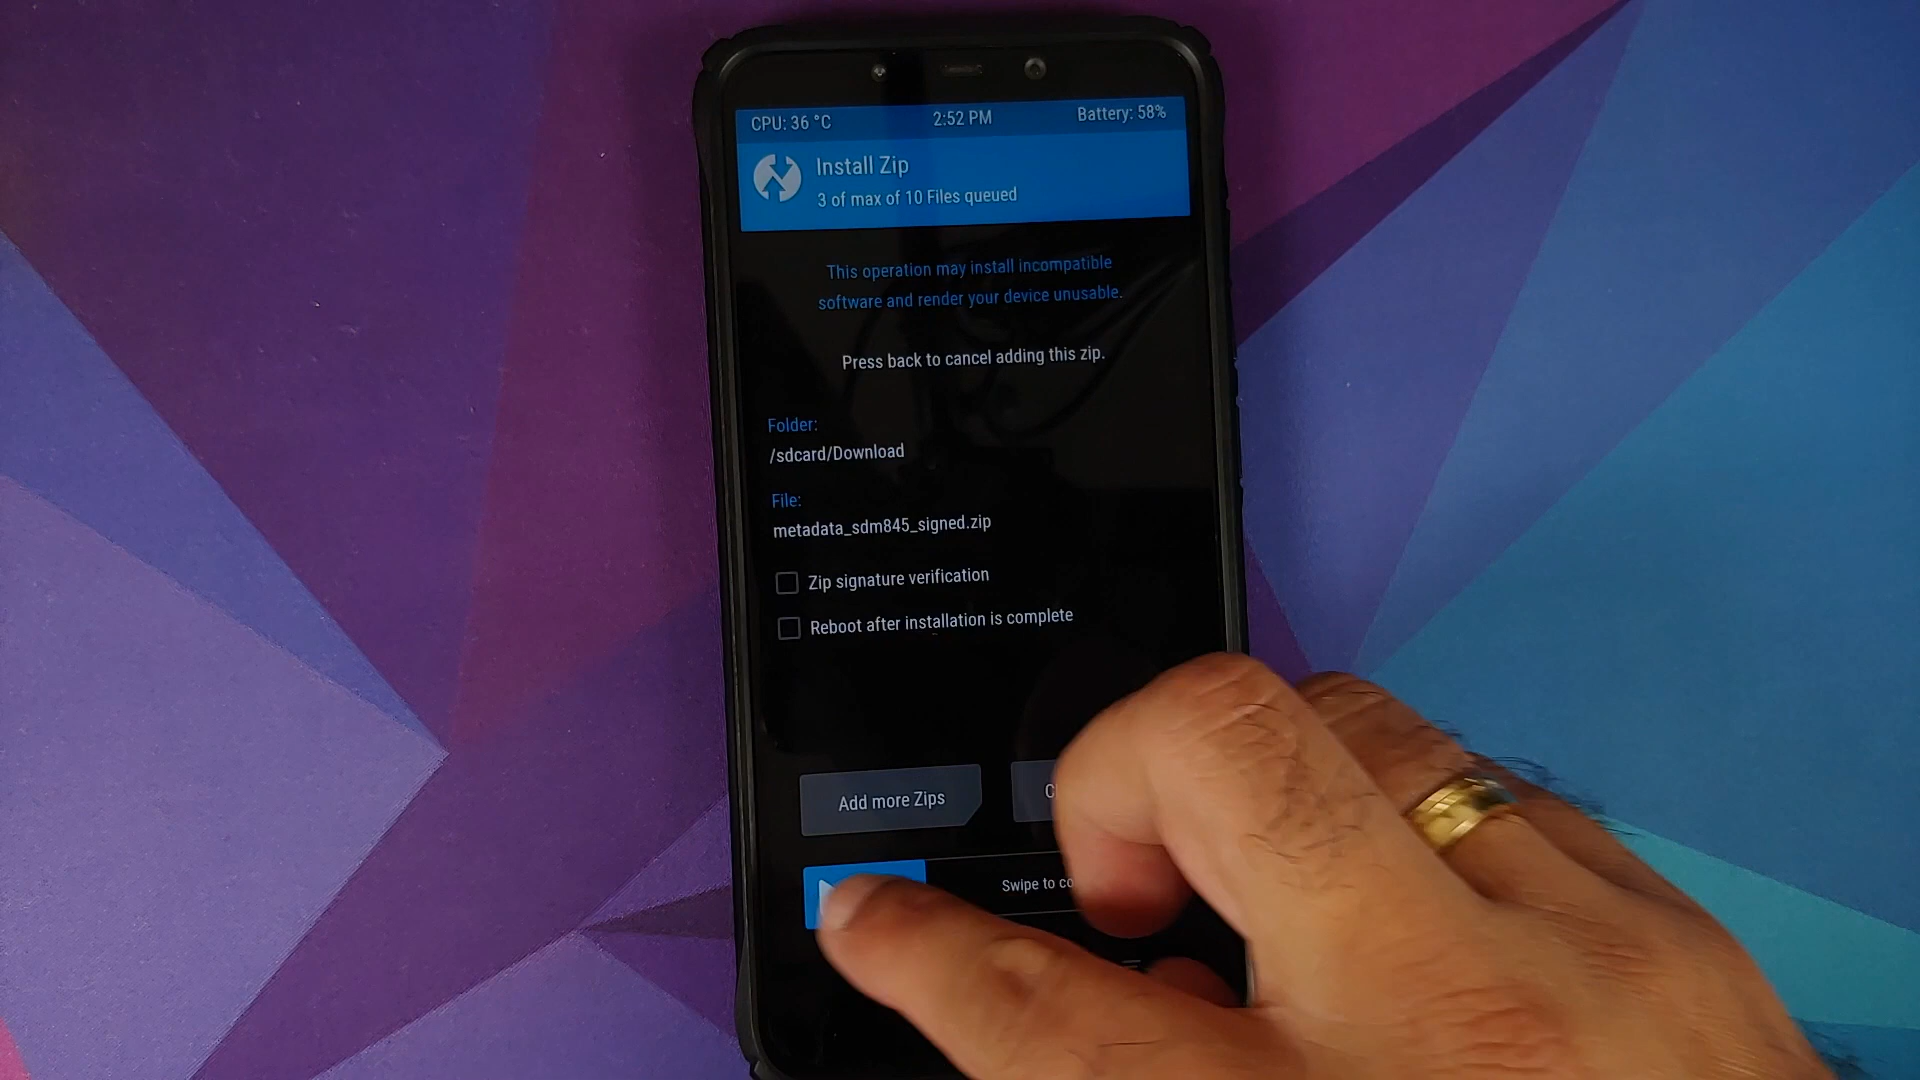 CPU: 36 °C 2:52 PM Battery: 58%
Install Zip
3 of max of 10 Files queued
This operation may install incompatible
software and render your device unusable.
Press back to cancel adding this zip.
Folder:
/sdcard/Download
File:
metadata_sdm845_signed.zip
Zip signature verification
Reboot after installation is complete
Add more Zips
Swipe to